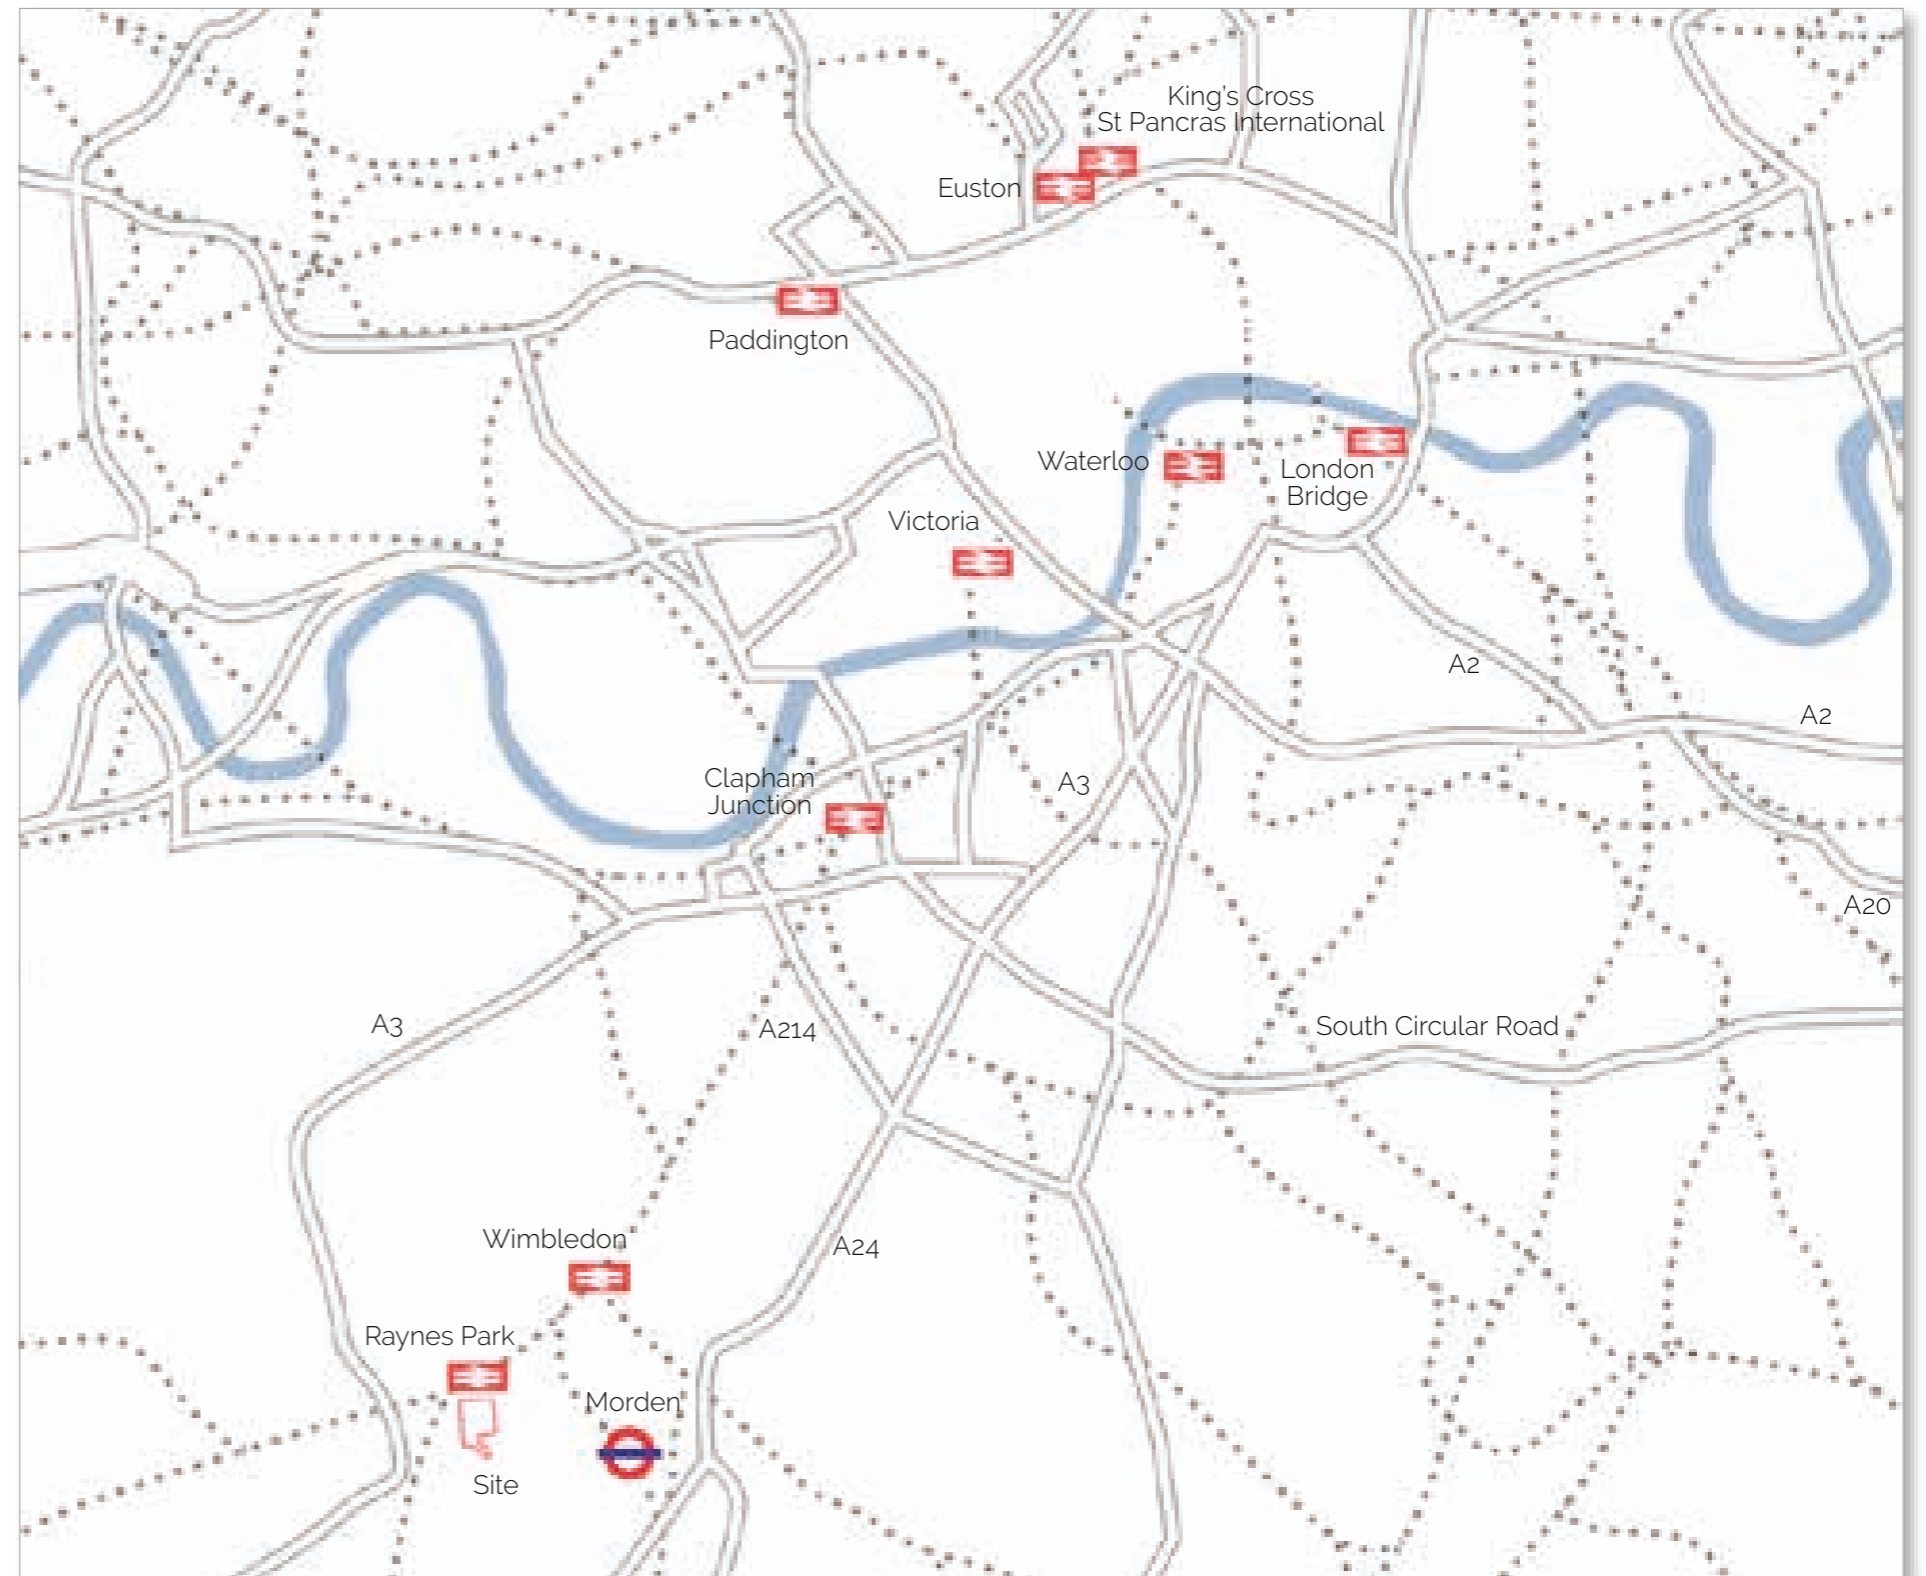 King's Cross
St Pancras International
Euston
Paddington
Waterloo
London
Bridge
Victoria
A2
A2
Clapham
Junction
A3
A20
A3
A214
South Circular Road
Wimbledon
A24
Raynes Park
Morden
Site